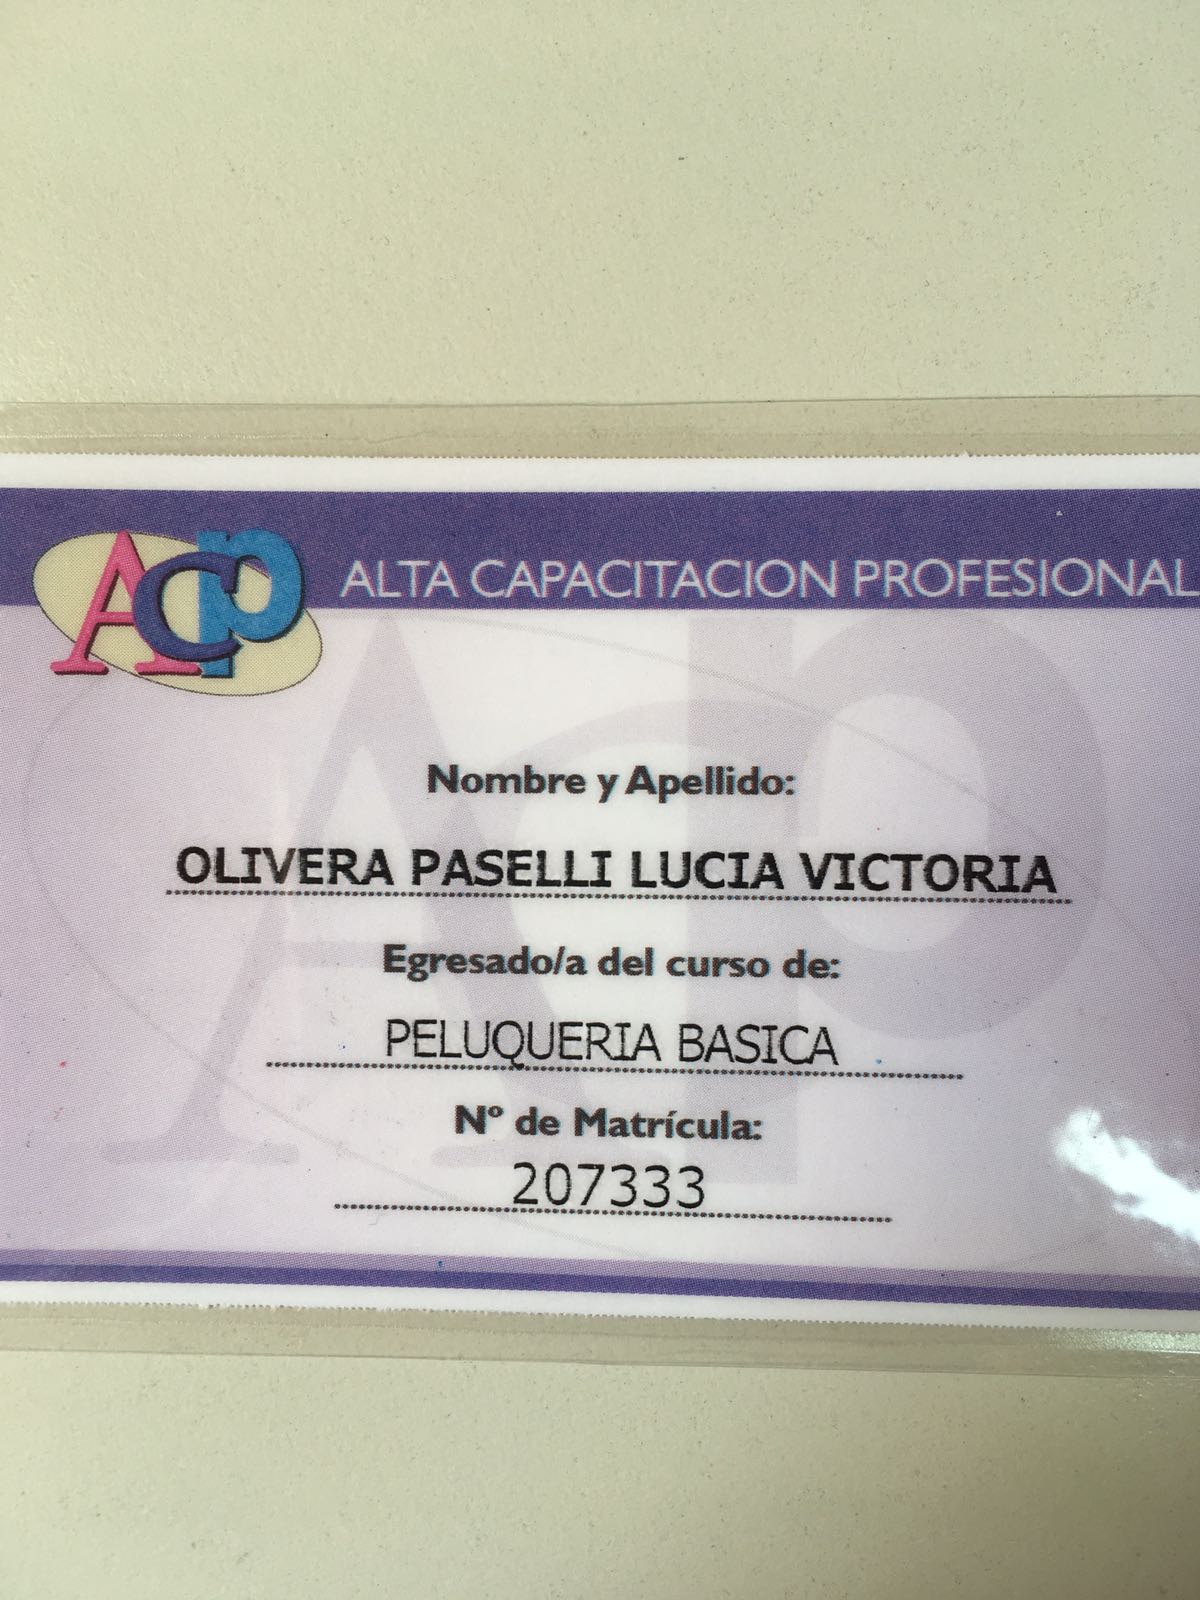 ACP
ALTA CAPACITACION PROFESIONAL
Nombre y Apellido:
OLIVERA PASELLI LUCIA VICTORIA
Egresado/a del curso de:
PELUQUERIA BASICA
Nº de Matrícula:
207333